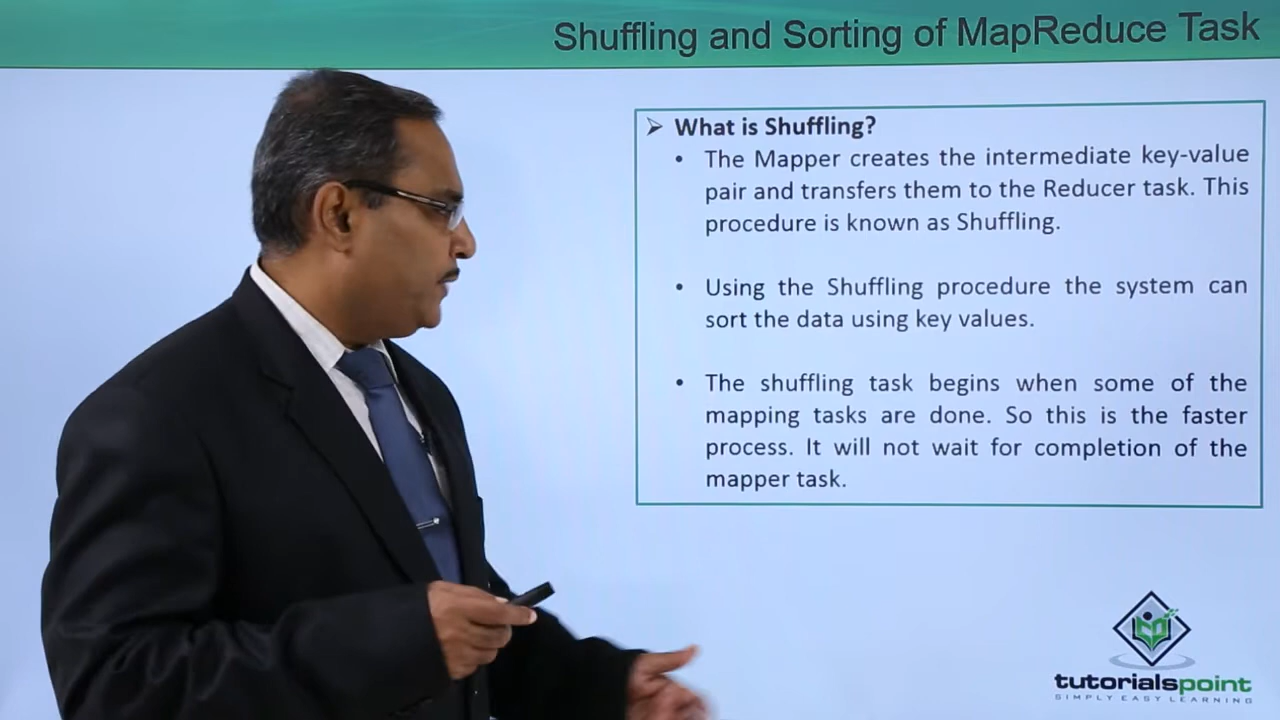 Shuffling and Sorting of MapReduce Task
➢ What is Shuffling?
• The Mapper creates the intermediate key-value
pair and transfers them to the Reducer task. This
procedure is known as Shuffling.
• Using the Shuffling procedure the system can
sort the data using key values.
• The shuffling task begins when some of the
mapping tasks are done. So this is the faster
process. It will not wait for completion of the
mapper task.
tutorialspoint
SIMPLY EASY LEARNING